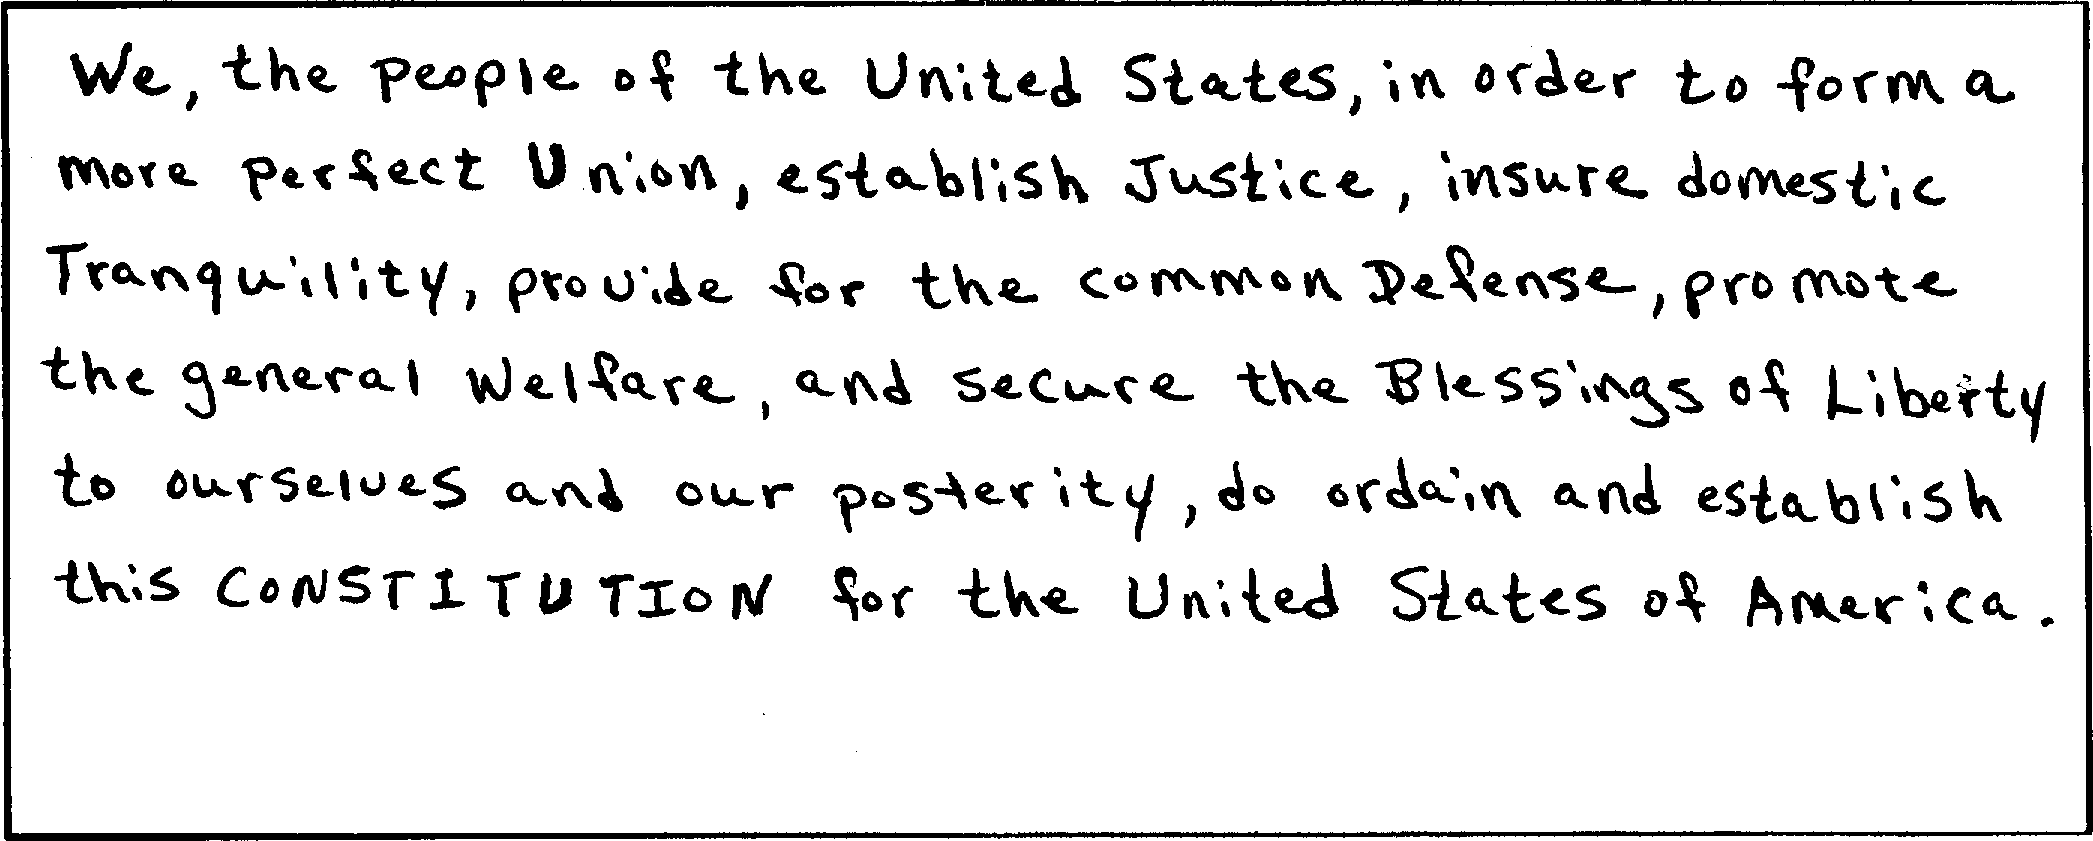 We, the people of the United States, in order to form a
more perfect Union, establish Justice, insure domestic
Tranquility, provide for the common Defense, promote
the general Welfare, and secure the Blessings of Liberty
to ourselves and our posterity, do ordain and establish
this CONSTITUTION for the United States of America.